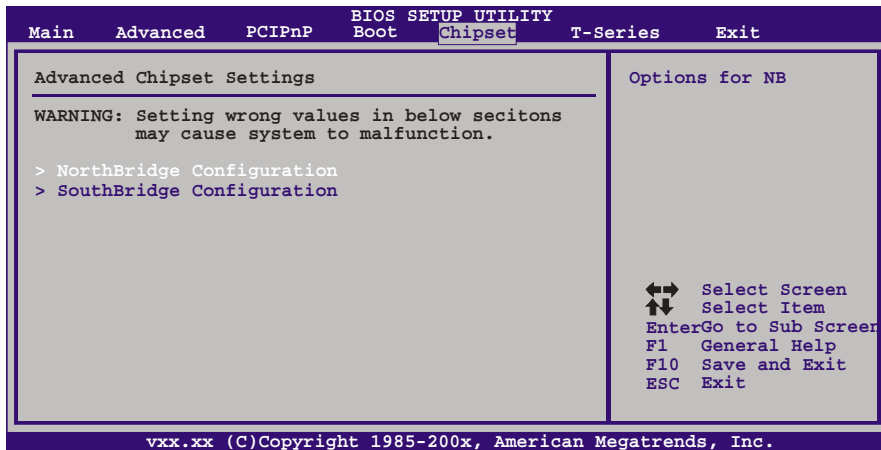 BIOS SETUP UTILITY
Main Advanced PCIPnP Boot Chipset T-Series Exit
Advanced Chipset Settings
WARNING: Setting wrong values in below secitons
may cause system to malfunction.
> NorthBridge Configuration
> SouthBridge Configuration
Options for NB
Select Screen
Select Item
EnterGo to Sub Screen
F1 General Help
F10 Save and Exit
ESC Exit
vxx.xx (C)Copyright 1985-200x, American Megatrends, Inc.